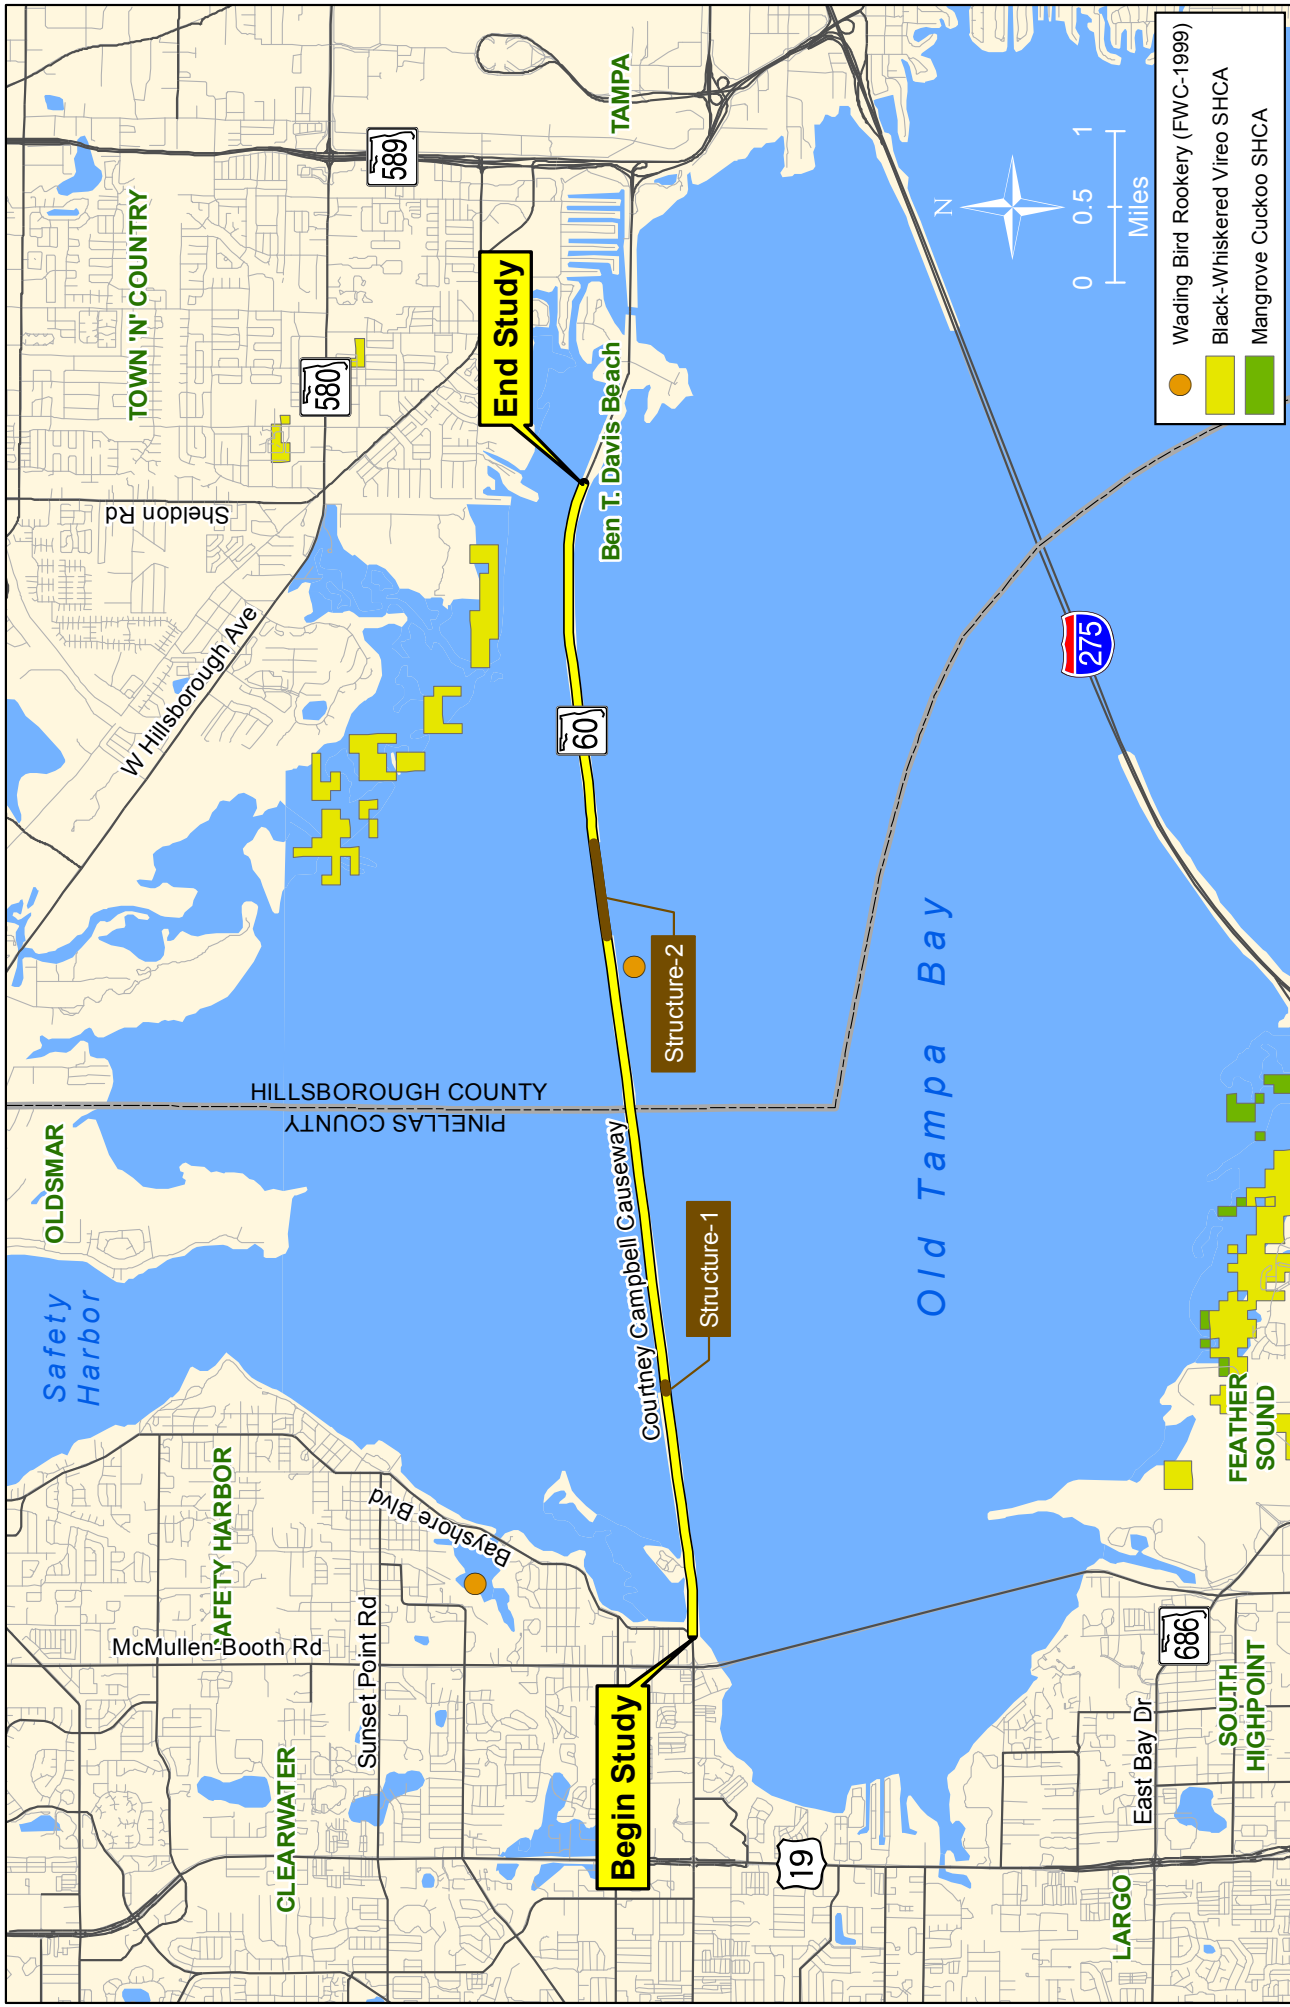 Safety
Harbor
OLDSMAR
TOWN 'N' COUNTRY
Sheldon Rd
W Hillsborough Ave
580
589
TAMPA
SAFETY HARBOR
McMullen-Booth Rd
Sunset Point Rd
Bayshore Blvd
CLEARWATER
HILLSBOROUGH COUNTY
PINELLAS COUNTY
Begin Study
Courtney Campbell Causeway
Structure-1
Structure-2
60
End Study
Ben T. Davis Beach
19
Old Tampa Bay
275
LARGO
East Bay Dr
686
SOUTH
HIGHPOINT
FEATHER
SOUND
N
0 0.5 1
Miles
Wading Bird Rookery (FWC-1999)
Black-Whiskered Vireo SHCA
Mangrove Cuckoo SHCA